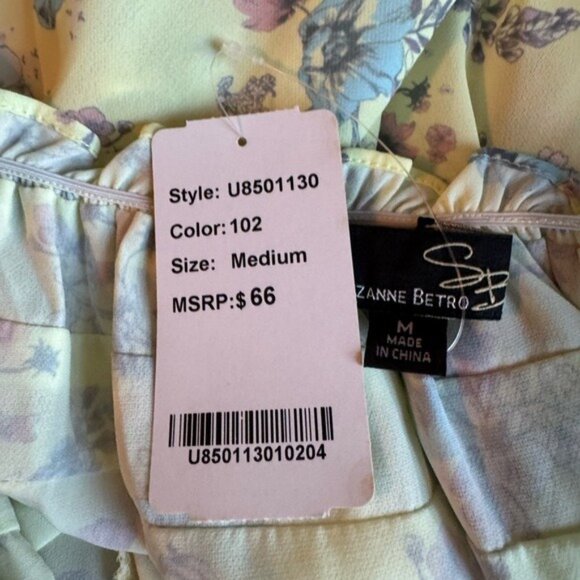 Style: U8501130
Color: 102
Size: Medium
MSRP:$ 66
U850113010204
SB
ZANNE BETRO
M
MADE
IN CHINA